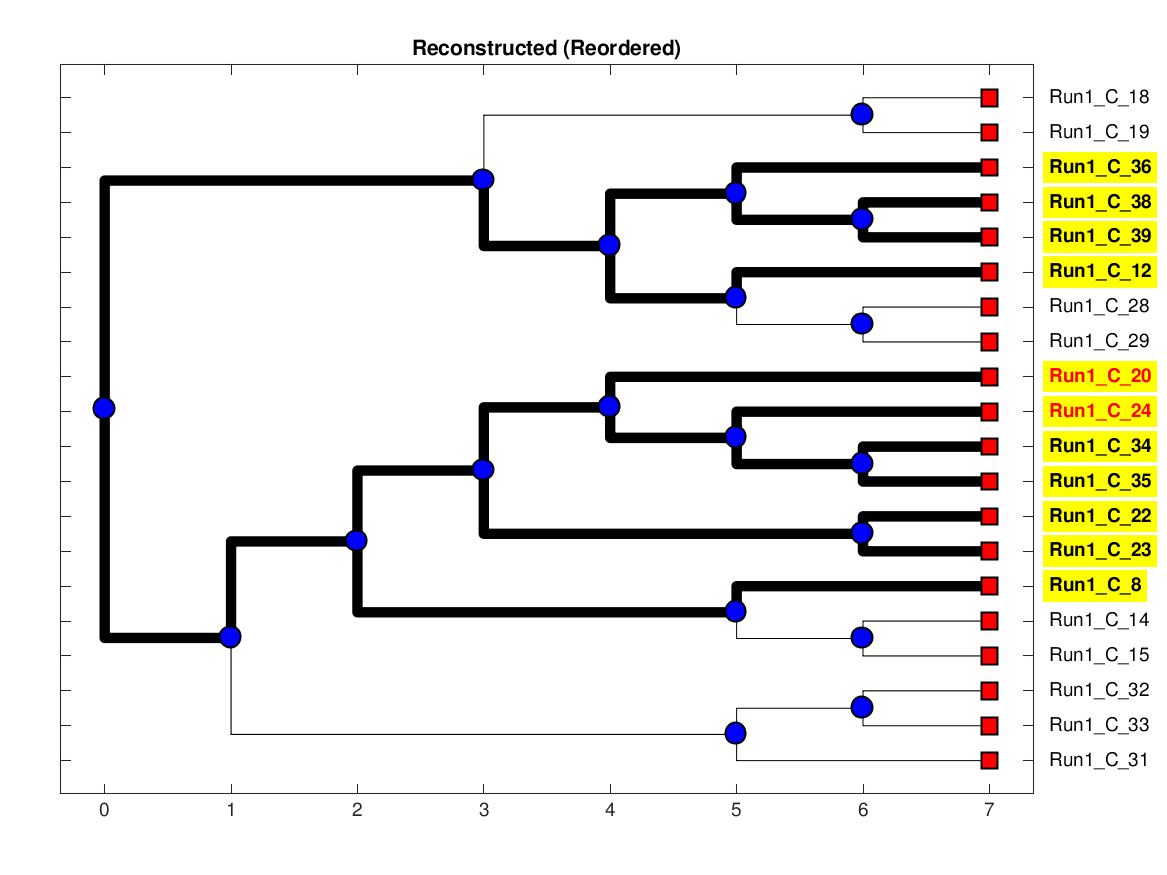 Reconstructed (Reordered)
Run1_C_18
Run1_C_19
Run1_C_36
Run1_C_38
Run1_C_39
Run1_C_12
Run1_C_28
Run1_C_29
Run1_C_20
Run1_C_24
Run1_C_34
Run1_C_35
Run1_C_22
Run1_C_23
Run1_C_8
Run1_C_14
Run1_C_15
Run1_C_32
Run1_C_33
Run1_C_31
0 1 2 3 4 5 6 7